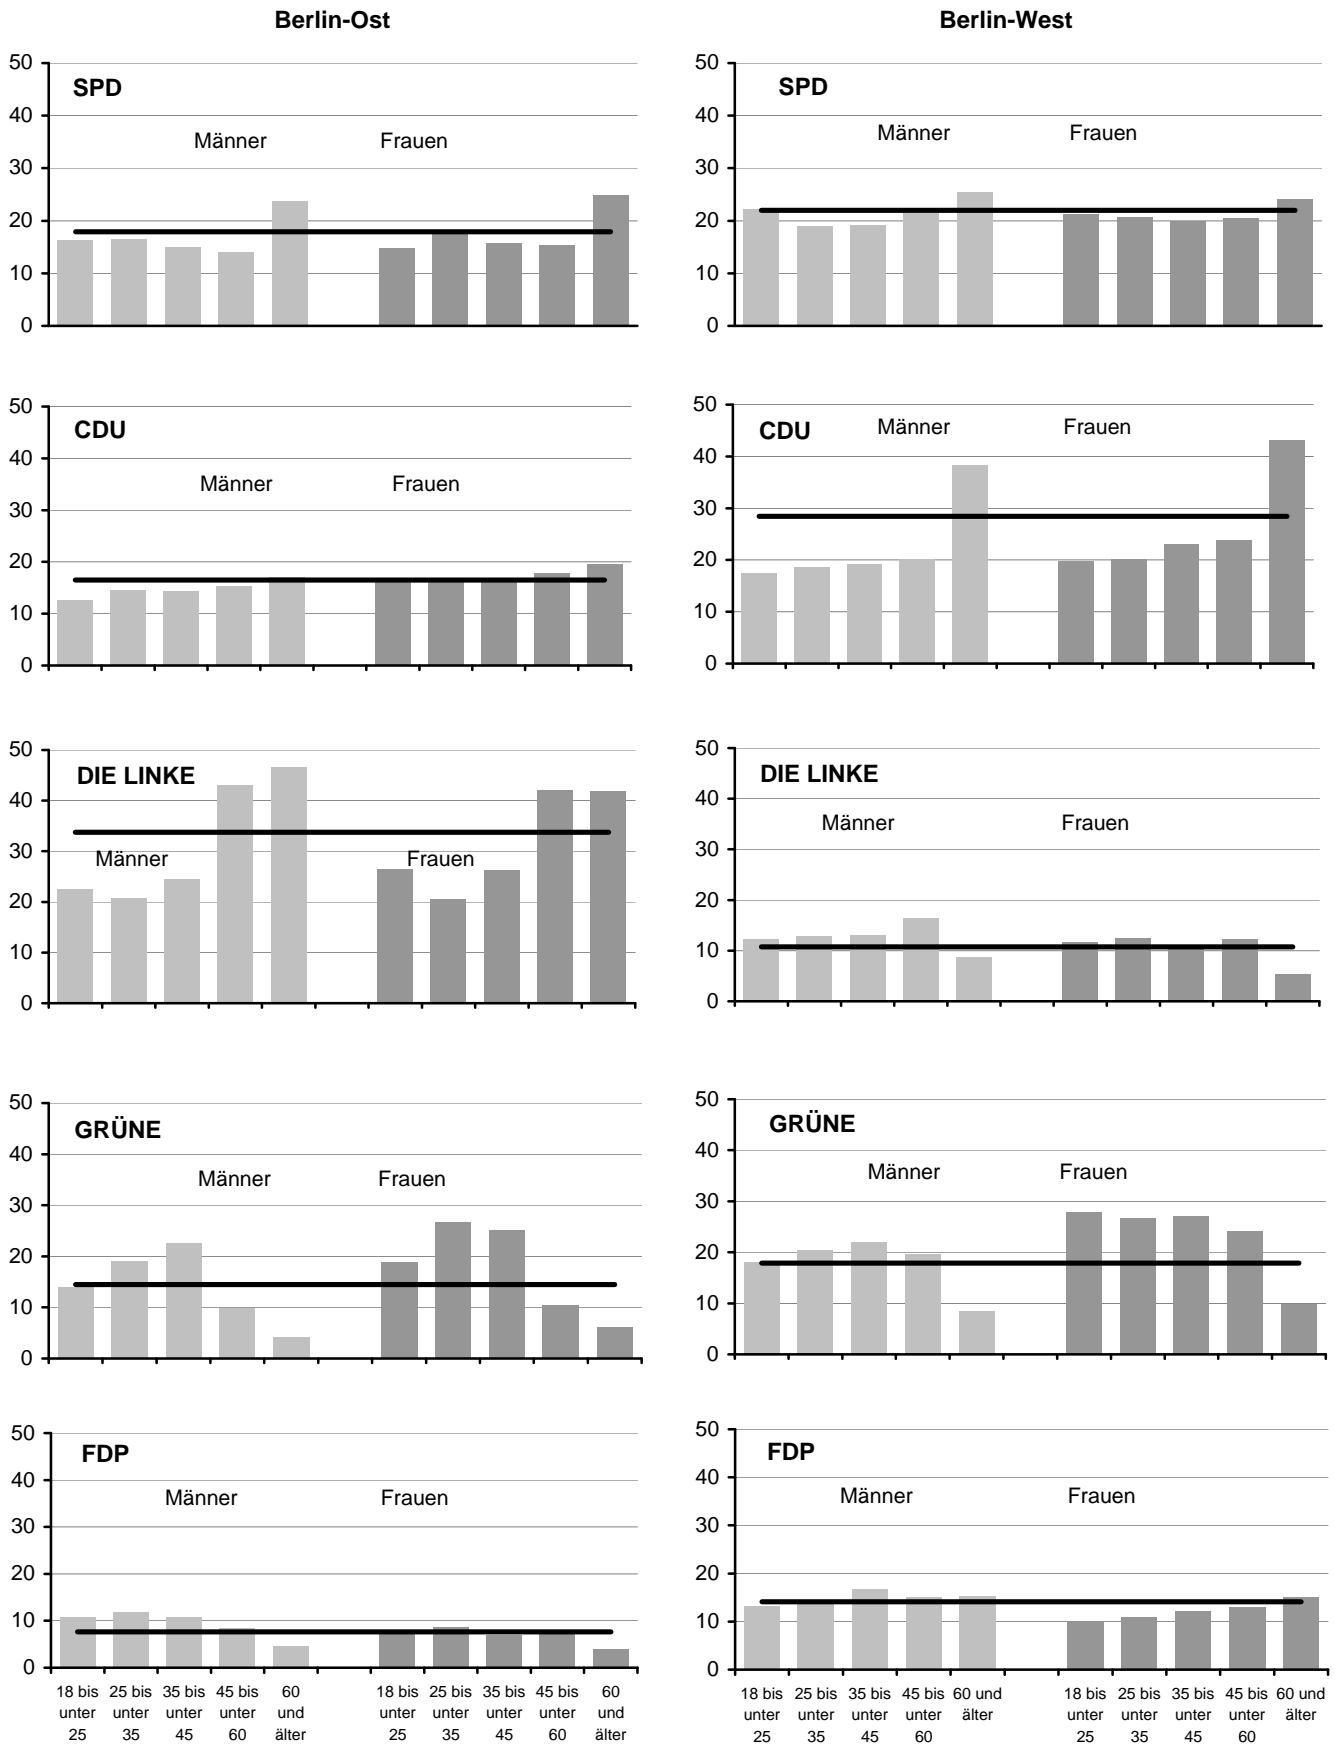 Berlin-Ost
Berlin-West
50
SPD
40
Männer Frauen
30
20
10
0
50
SPD
40
Männer Frauen
30
20
10
0
50
CDU
40
Männer Frauen
30
20
10
0
50
CDU Männer Frauen
40
30
20
10
0
50
DIE LINKE
40
30
Männer Frauen
20
10
0
50
DIE LINKE
40
Männer Frauen
30
20
10
0
50
GRÜNE
40
Männer Frauen
30
20
10
0
50
GRÜNE
40
Männer Frauen
30
20
10
0
50
FDP
40
Männer Frauen
30
20
10
0
18 bis 25 bis 35 bis 45 bis 60 18 bis 25 bis 35 bis 45 bis 60
unter unter unter unter und unter unter unter unter und
25 35 45 60 älter 25 35 45 60 älter
50
FDP
40
Männer Frauen
30
20
10
0
18 bis 25 bis 35 bis 45 bis 60 und 18 bis 25 bis 35 bis 45 bis 60 und
unter unter unter unter älter unter unter unter unter älter
25 35 45 60 25 35 45 60